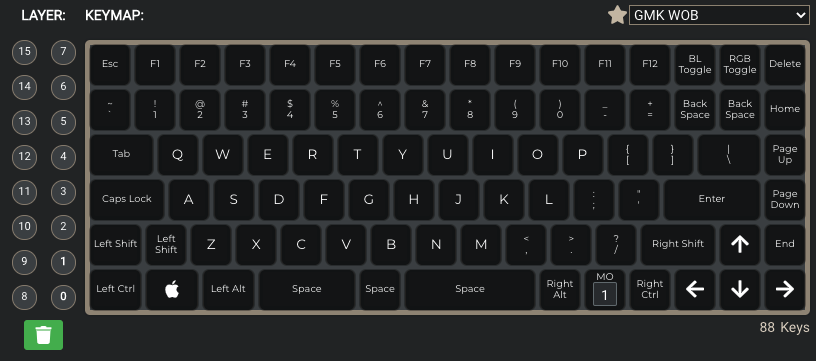 LAYER: KEYMAP: GMK WOB
15 7
14 6
13 5
12 4
11 3
10 2
9 1
8 0
Esc F1 F2 F3 F4 F5 F6 F7 F8 F9 F10 F11 F12 BL Toggle RGB Toggle Delete
~ ! @ # $ % ^ & * ( ) _ + Back Space Back Space Home
` 1 2 3 4 5 6 7 8 9 0 - =
Tab Q W E R T Y U I O P { [ } ] | \ Page Up
Caps Lock A S D F G H J K L : ; " ' Enter Page Down
Left Shift Left Shift Z X C V B N M < , > . ? / Right Shift End
Left Ctrl Left Alt Space Space Space Right Alt MO 1 Right Ctrl
88 Keys